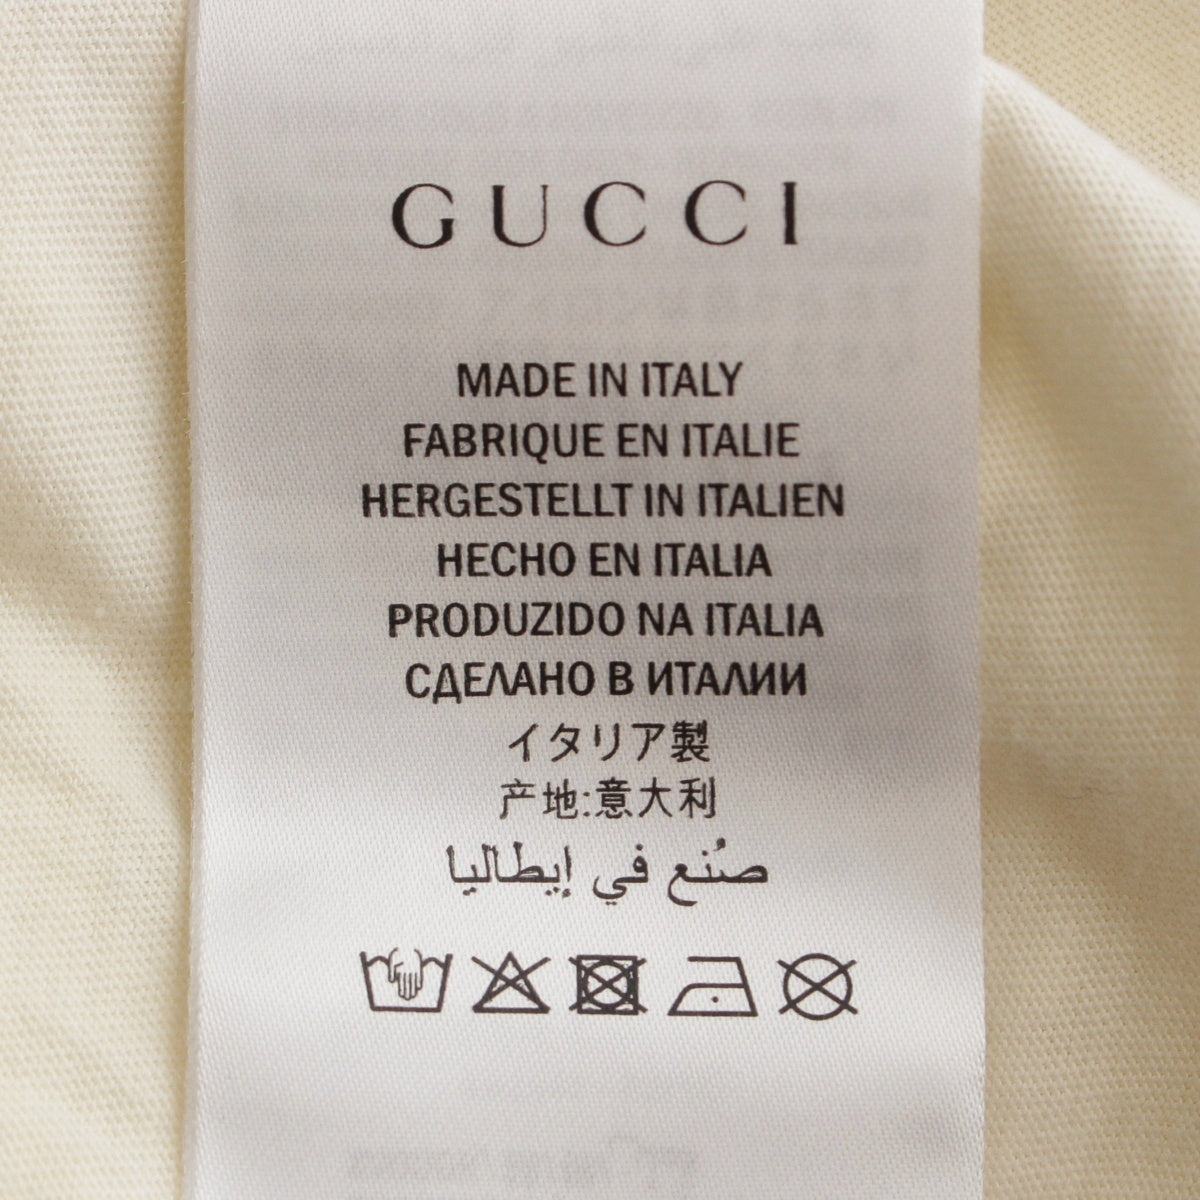 GUCCI
MADE IN ITALY
FABRIQUE EN ITALIE
HERGESTELLT IN ITALIEN
HECHO EN ITALIA
PRODUZIDO NA ITALIA
СДЕЛАНО В ИТАЛИИ
イタリア製
产地:意大利
صُنع في إيطاليا